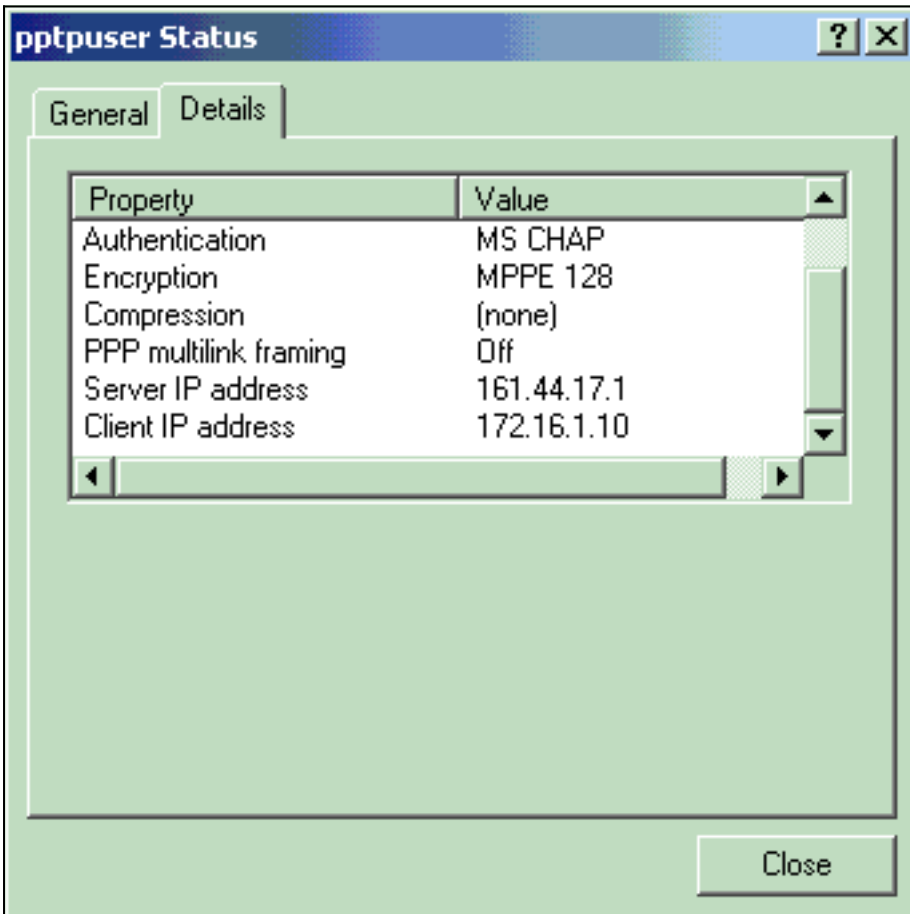 pptpuser Status
General Details
Property Value
Authentication MS CHAP
Encryption MPPE 128
Compression (none)
PPP multilink framing Off
Server IP address 161.44.17.1
Client IP address 172.16.1.10
Close